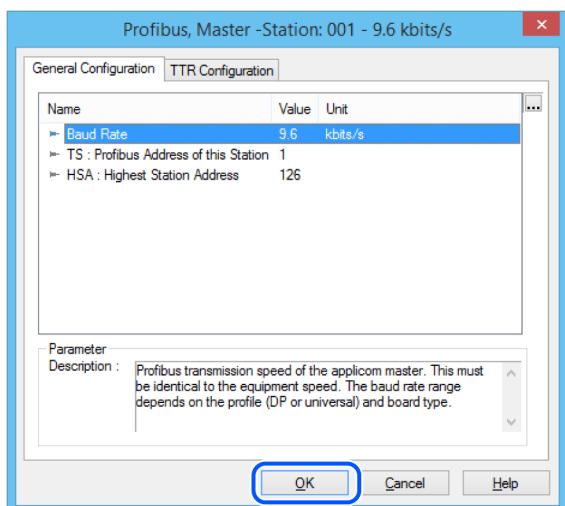 Profibus, Master -Station: 001 - 9.6 kbits/s
General Configuration TTR Configuration
Name Value Unit
Baud Rate 9.6 kbits/s
TS : Profibus Address of this Station 1
HSA : Highest Station Address 126
...
Parameter
Description : Profibus transmission speed of the applicom master. This must
be identical to the equipment speed. The baud rate range
depends on the profile (DP or universal) and board type.
OK Cancel Help